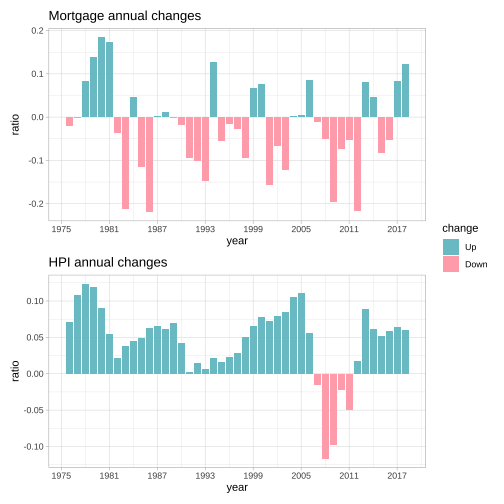 Mortgage annual changes
0.2
0.1
0.0
-0.1
-0.2
ratio
1975 1981 1987 1993 1999 2005 2011 2017
year
change
Up
Down
HPI annual changes
0.10
0.05
0.00
-0.05
-0.10
ratio
1975 1981 1987 1993 1999 2005 2011 2017
year